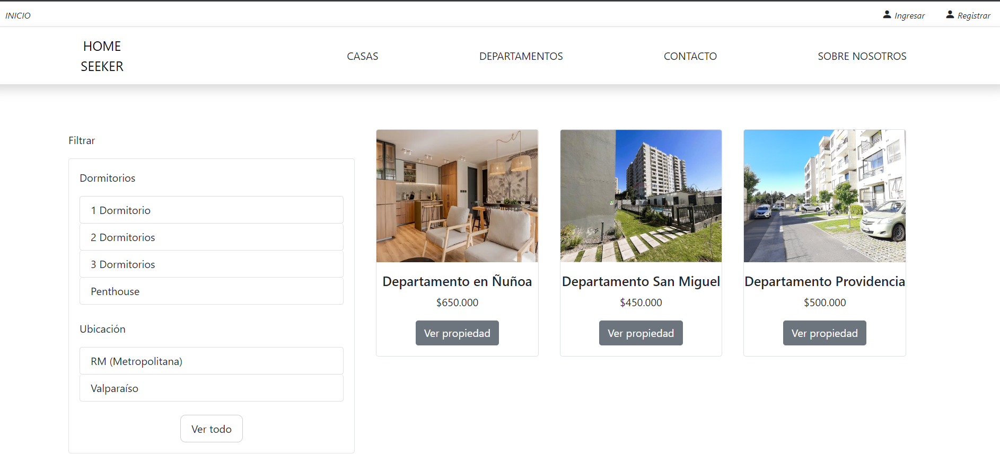 INICIO
Ingresar
Registrar
HOME
SEEKER
CASAS
DEPARTAMENTOS
CONTACTO
SOBRE NOSOTROS
Filtrar
Dormitorios
1 Dormitorio
2 Dormitorios
3 Dormitorios
Penthouse
Ubicación
RM (Metropolitana)
Valparaíso
Ver todo
Departamento en Ñuñoa
$650.000
Ver propiedad
Departamento San Miguel
$450.000
Ver propiedad
Departamento Providencia
$500.000
Ver propiedad